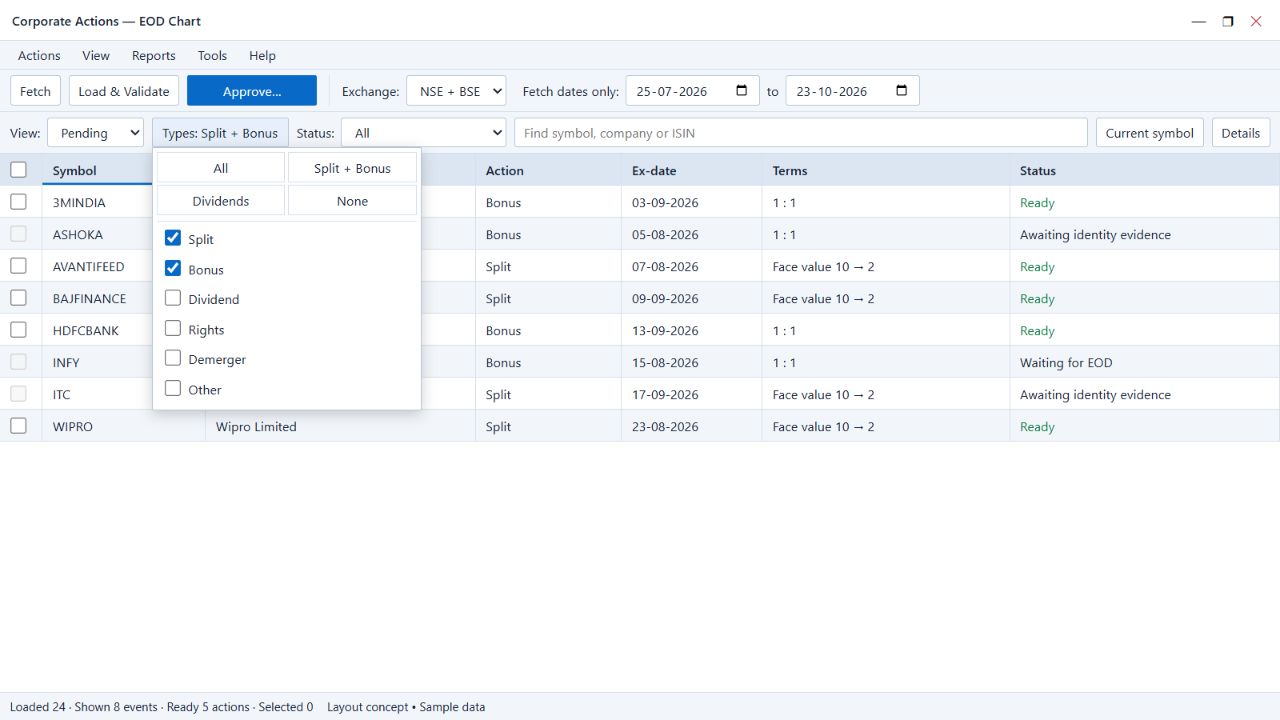 Corporate Actions — EOD Chart
Actions View Reports Tools Help
Fetch Load & Validate Approve... Exchange: NSE + BSE Fetch dates only: 25-07-2026 to 23-10-2026
View: Pending Types: Split + Bonus Status: All Find symbol, company or ISIN Current symbol Details
Symbol Action Ex-date Terms Status
All Split + Bonus
Dividends None
Split
Bonus
Dividend
Rights
Demerger
Other
3MINDIA Bonus 03-09-2026 1 : 1 Ready
ASHOKA Bonus 05-08-2026 1 : 1 Awaiting identity evidence
AVANTIFEED Split 07-08-2026 Face value 10 → 2 Ready
BAJFINANCE Split 09-09-2026 Face value 10 → 2 Ready
HDFCBANK Bonus 13-09-2026 1 : 1 Ready
INFY Bonus 15-08-2026 1 : 1 Waiting for EOD
ITC Split 17-09-2026 Face value 10 → 2 Awaiting identity evidence
WIPRO Wipro Limited Split 23-08-2026 Face value 10 → 2 Ready
Loaded 24 · Shown 8 events · Ready 5 actions · Selected 0 Layout concept • Sample data